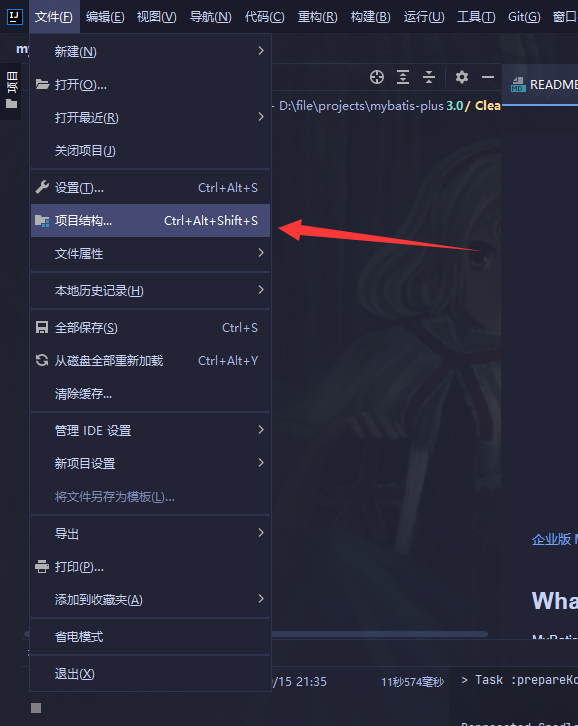 IJ 文件(F) 编辑(E) 视图(V) 导航(N) 代码(C) 重构(R) 构建(B) 运行(U) 工具(T) Git(G) 窗口
my
项目
新建(N)
打开(O)...
打开最近(R)
关闭项目(J)
设置(T)... Ctrl+Alt+S
项目结构... Ctrl+Alt+Shift+S
文件属性
本地历史记录(H)
全部保存(S) Ctrl+S
从磁盘全部重新加载 Ctrl+Alt+Y
清除缓存...
管理 IDE 设置
新项目设置
将文件另存为模板(L)...
导出
打印(P)...
添加到收藏夹(A)
省电模式
退出(X)
- D:\file\projects\mybatis-plus 3.0 / Clea
MD README
企业版
Wha
MyBatis
/15 21:35 11秒574毫秒
> Task :prepareKo